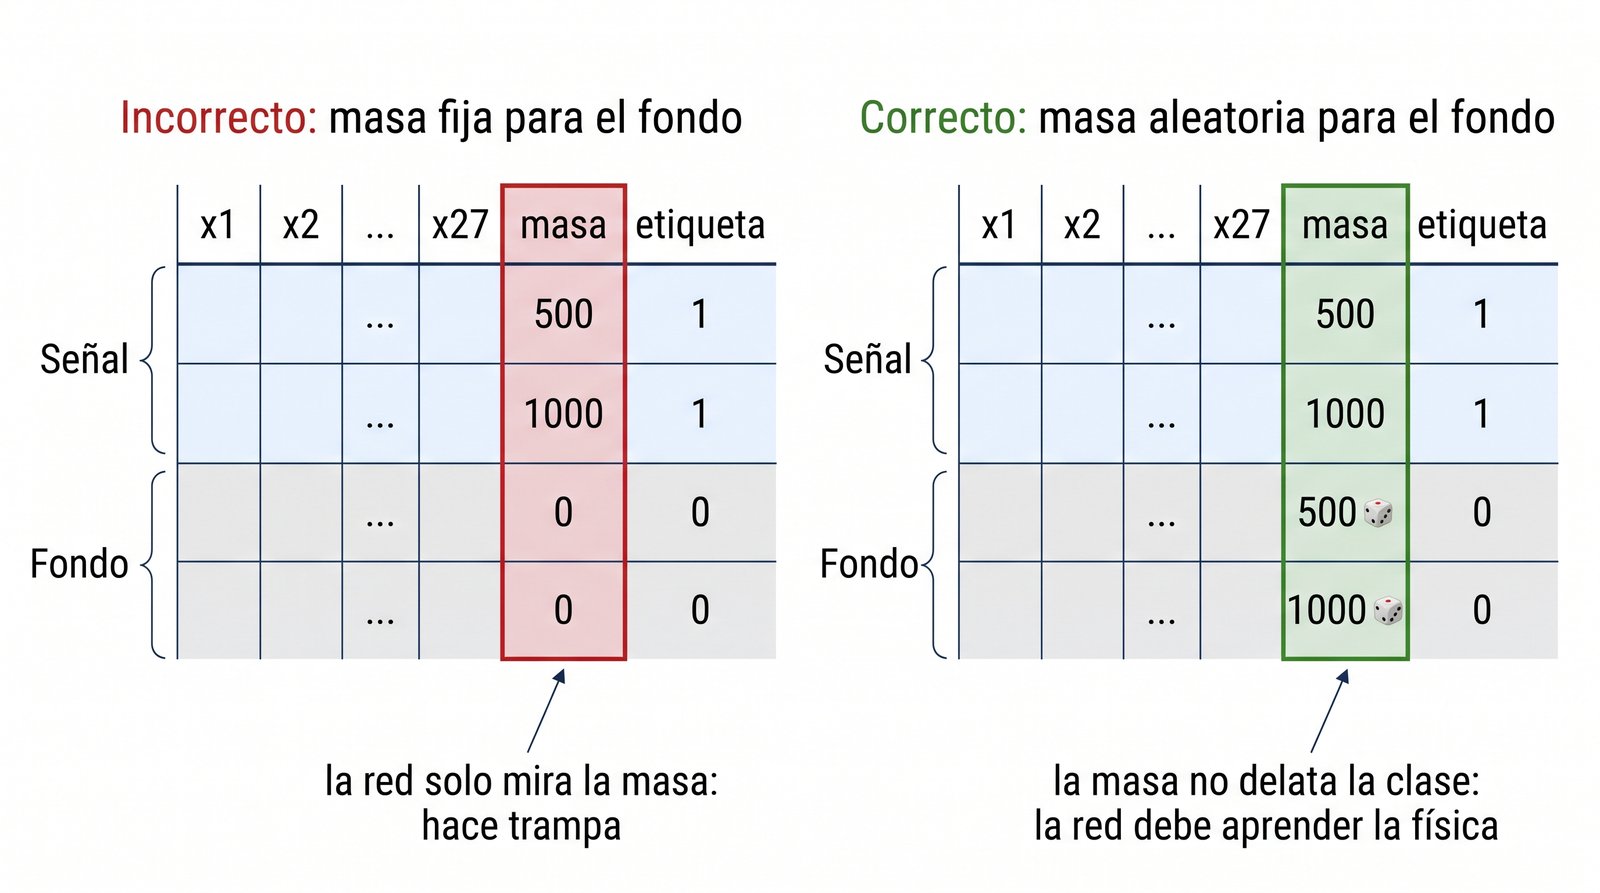 Incorrecto: masa fija para el fondo
x1 x2 ... x27 masa etiqueta
Señal
... 500 1
... 1000 1
Fondo
... 0 0
... 0 0
la red solo mira la masa:
hace trampa
Correcto: masa aleatoria para el fondo
x1 x2 ... x27 masa etiqueta
Señal
... 500 1
... 1000 1
Fondo
... 500 0
... 1000 0
la masa no delata la clase:
la red debe aprender la física